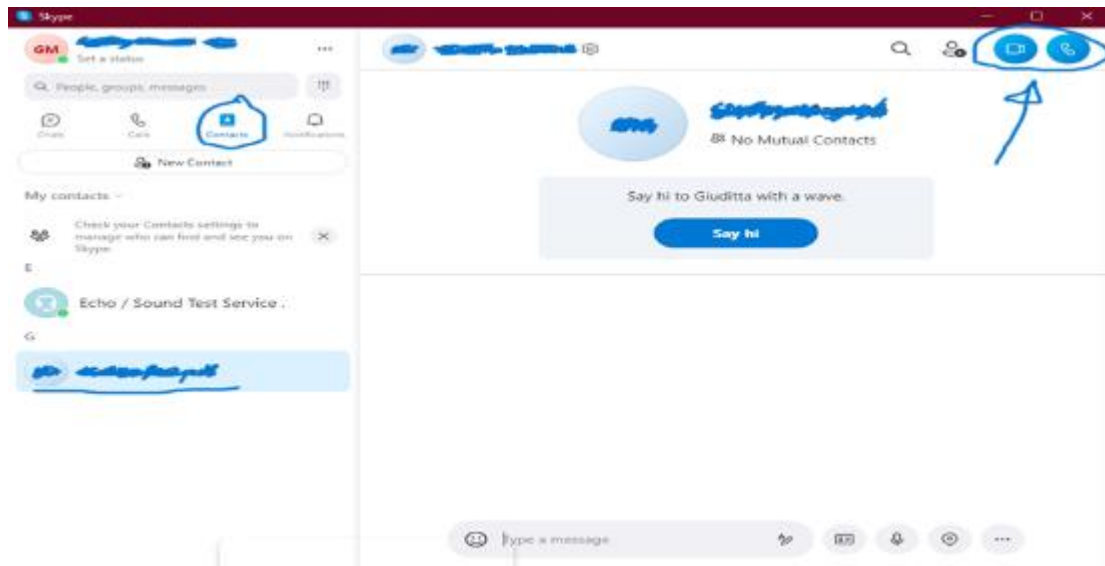 Skype
GM
Set a status
People, groups, messages
Chats Calls Contacts Notifications
New Contact
My contacts
Check your Contacts settings to
manage who can find and see you on
Skype.
E
Echo / Sound Test Service .
G
No Mutual Contacts
Say hi to Giuditta with a wave.
Say hi
Type a message